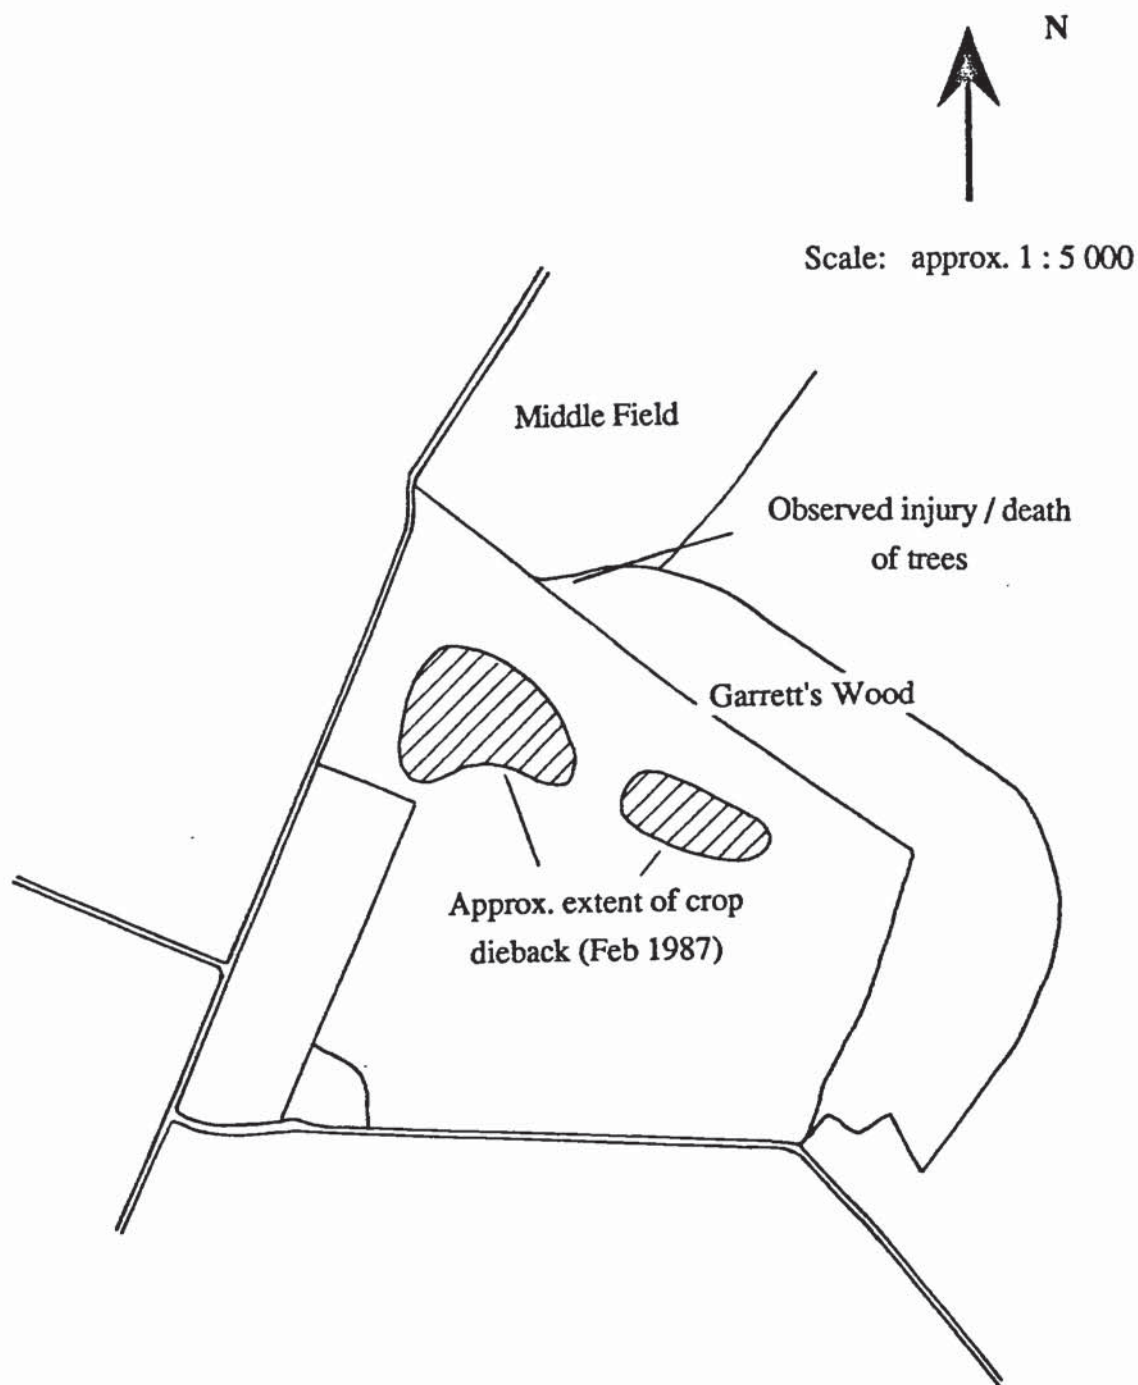 N
Scale: approx. 1 : 5 000
Middle Field
Observed injury / death
of trees
Garrett's Wood
Approx. extent of crop
dieback (Feb 1987)